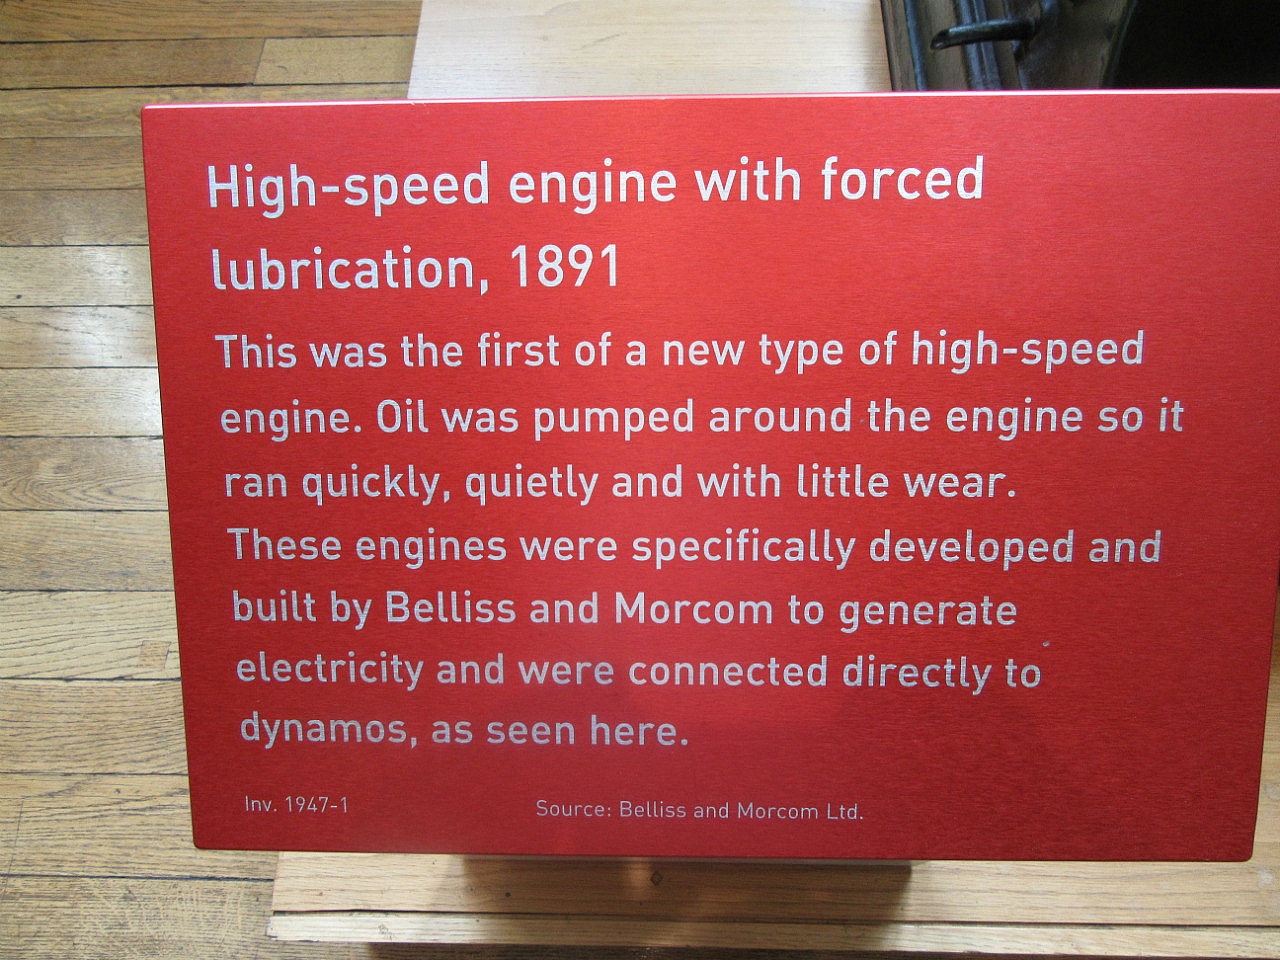 High-speed engine with forced
lubrication, 1891
This was the first of a new type of high-speed
engine. Oil was pumped around the engine so it
ran quickly, quietly and with little wear.
These engines were specifically developed and
built by Belliss and Morcom to generate
electricity and were connected directly to
dynamos, as seen here.
Inv. 1947-1 Source: Belliss and Morcom Ltd.